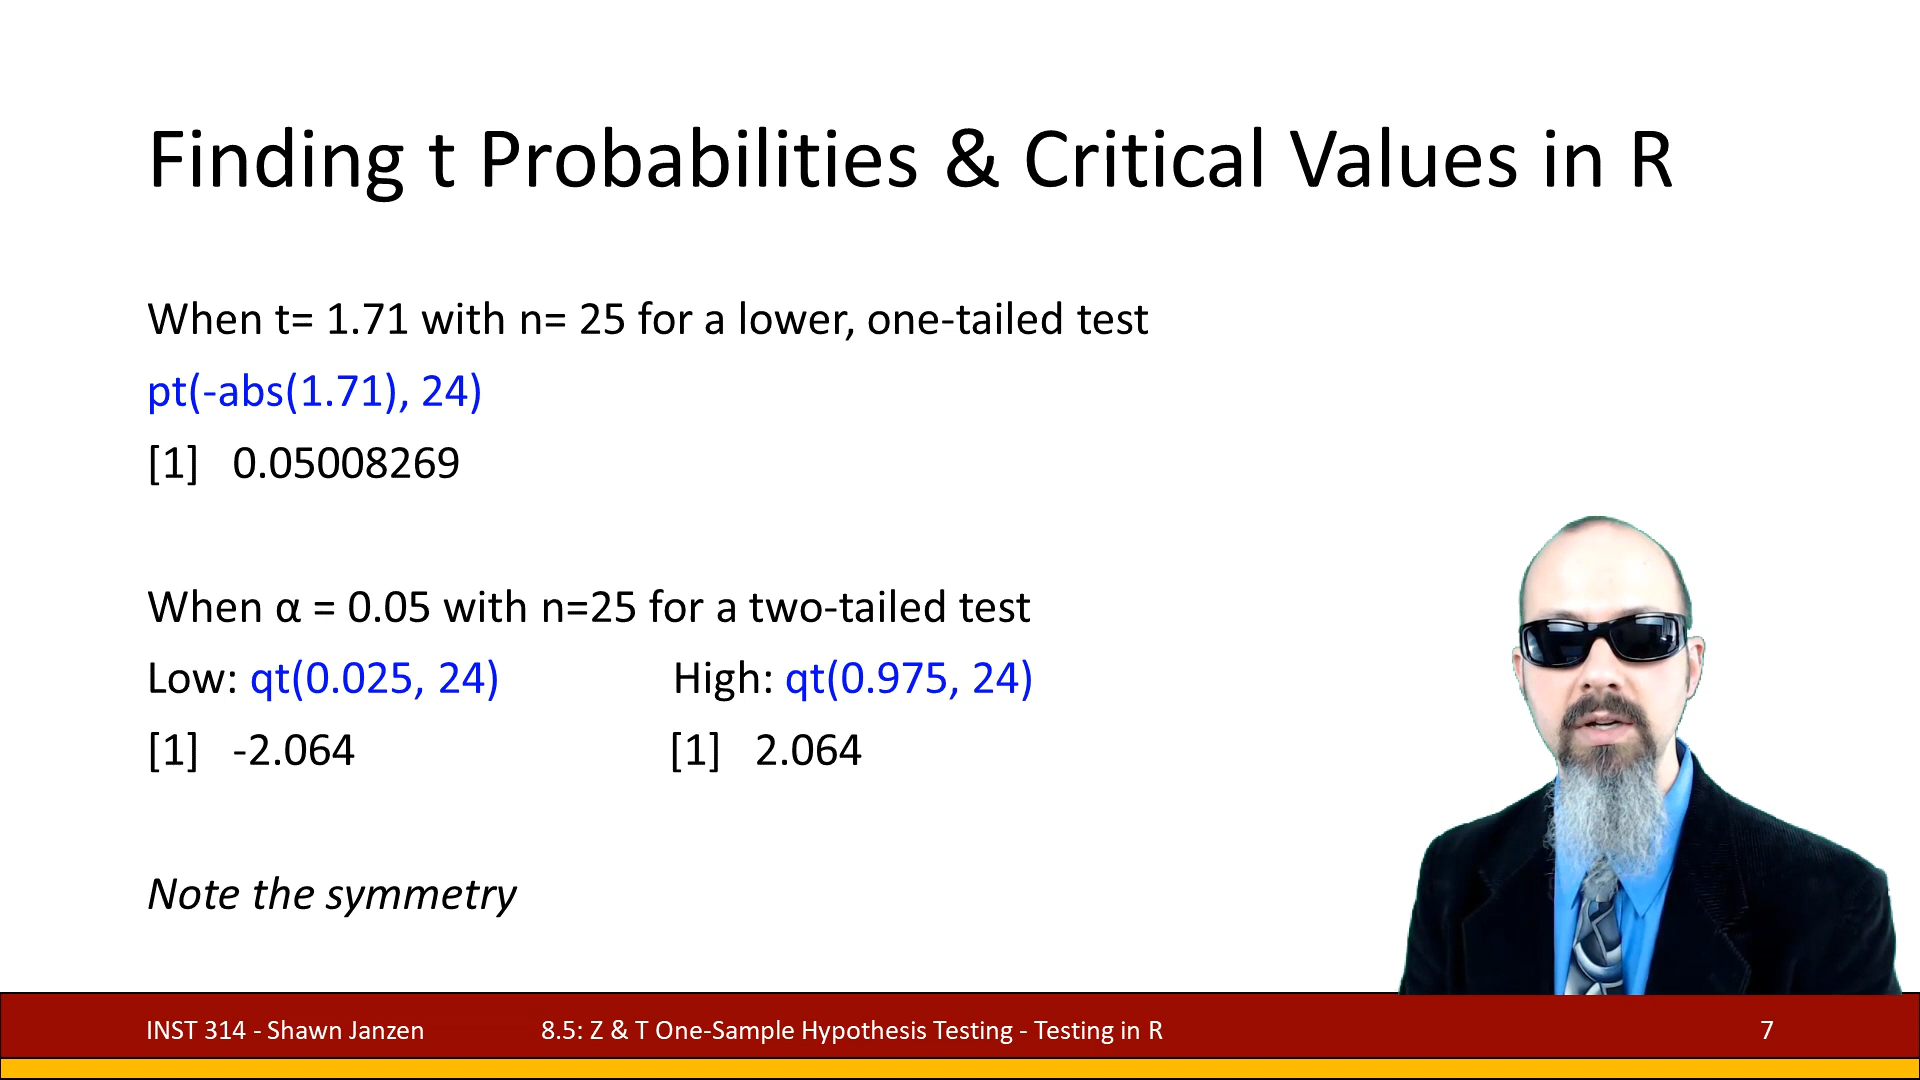 Finding t Probabilities & Critical Values in R
When t= 1.71 with n= 25 for a lower, one-tailed test
pt(-abs(1.71), 24)
[1] 0.05008269
When α = 0.05 with n=25 for a two-tailed test
Low: qt(0.025, 24) High: qt(0.975, 24)
[1] -2.064 [1] 2.064
Note the symmetry
INST 314 - Shawn Janzen 8.5: Z & T One-Sample Hypothesis Testing - Testing in R 7